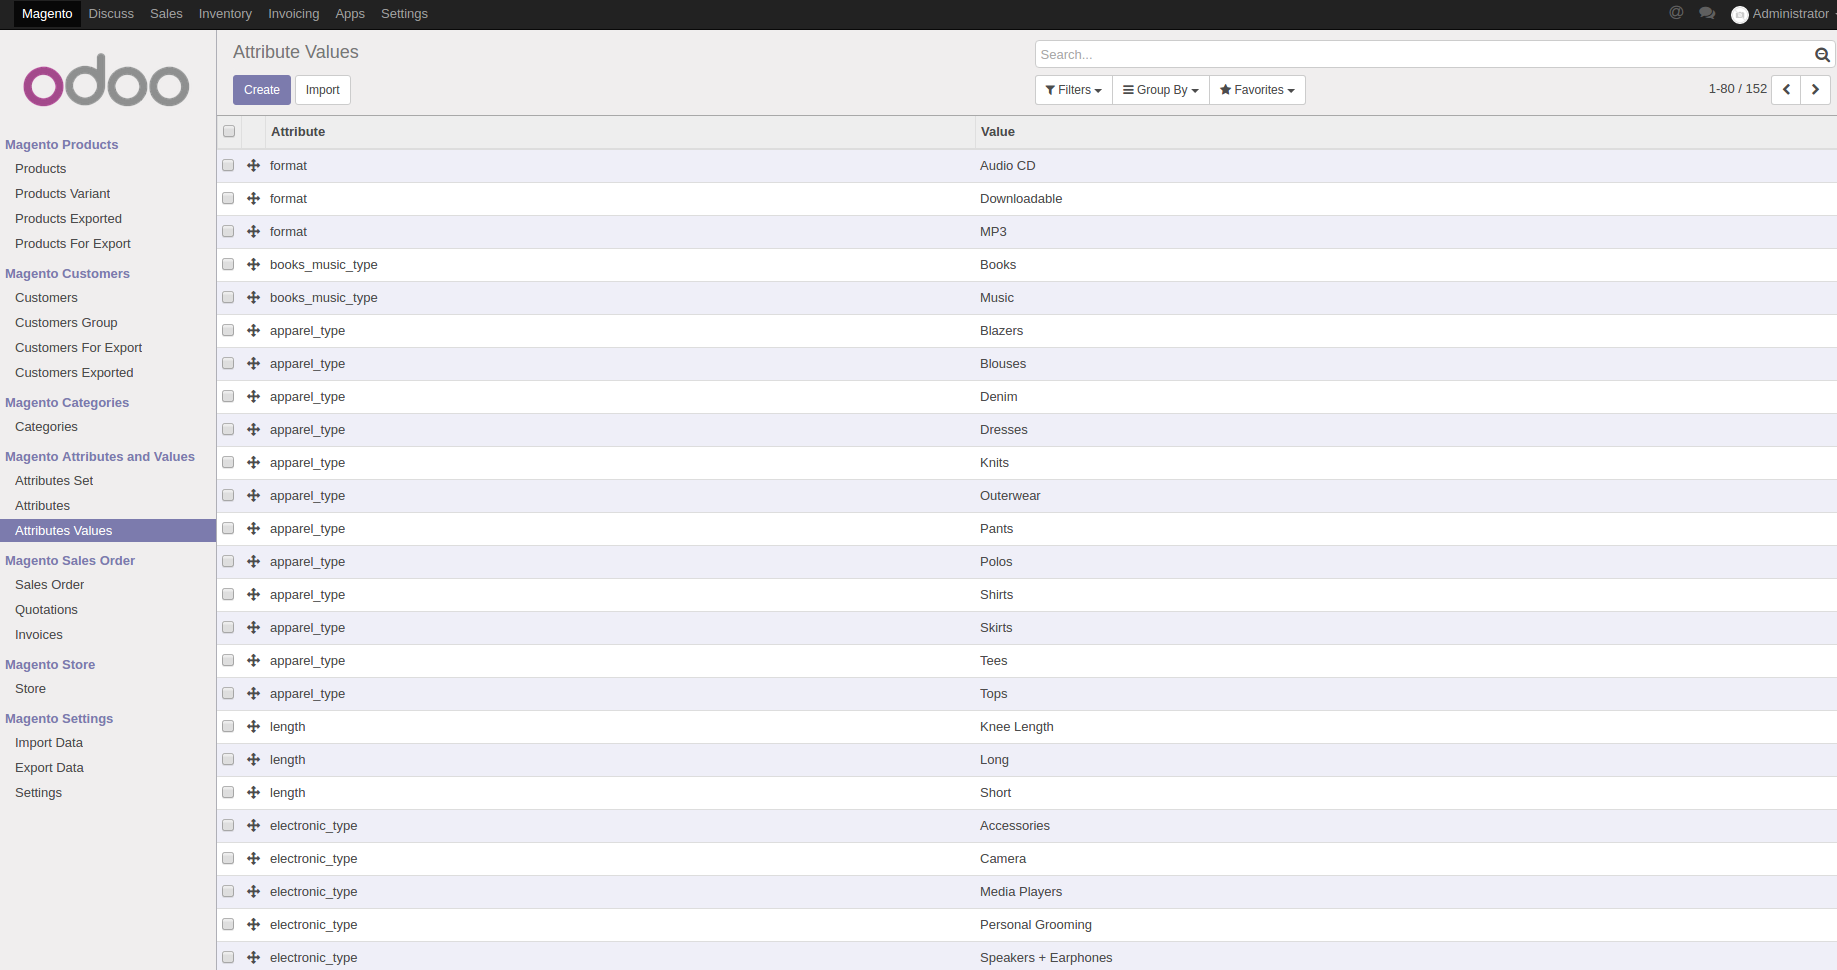 Magento Discuss Sales Inventory Invoicing Apps Settings @ Administrator
odoo
Magento Products
Products
Products Variant
Products Exported
Products For Export
Magento Customers
Customers
Customers Group
Customers For Export
Customers Exported
Magento Categories
Categories
Magento Attributes and Values
Attributes Set
Attributes
Attributes Values
Magento Sales Order
Sales Order
Quotations
Invoices
Magento Store
Store
Magento Settings
Import Data
Export Data
Settings
Attribute Values
Search...
Create Import
Filters Group By Favorites
1-80 / 152
Attribute Value
format Audio CD
format Downloadable
format MP3
books_music_type Books
books_music_type Music
apparel_type Blazers
apparel_type Blouses
apparel_type Denim
apparel_type Dresses
apparel_type Knits
apparel_type Outerwear
apparel_type Pants
apparel_type Polos
apparel_type Shirts
apparel_type Skirts
apparel_type Tees
apparel_type Tops
length Knee Length
length Long
length Short
electronic_type Accessories
electronic_type Camera
electronic_type Media Players
electronic_type Personal Grooming
electronic_type Speakers + Earphones